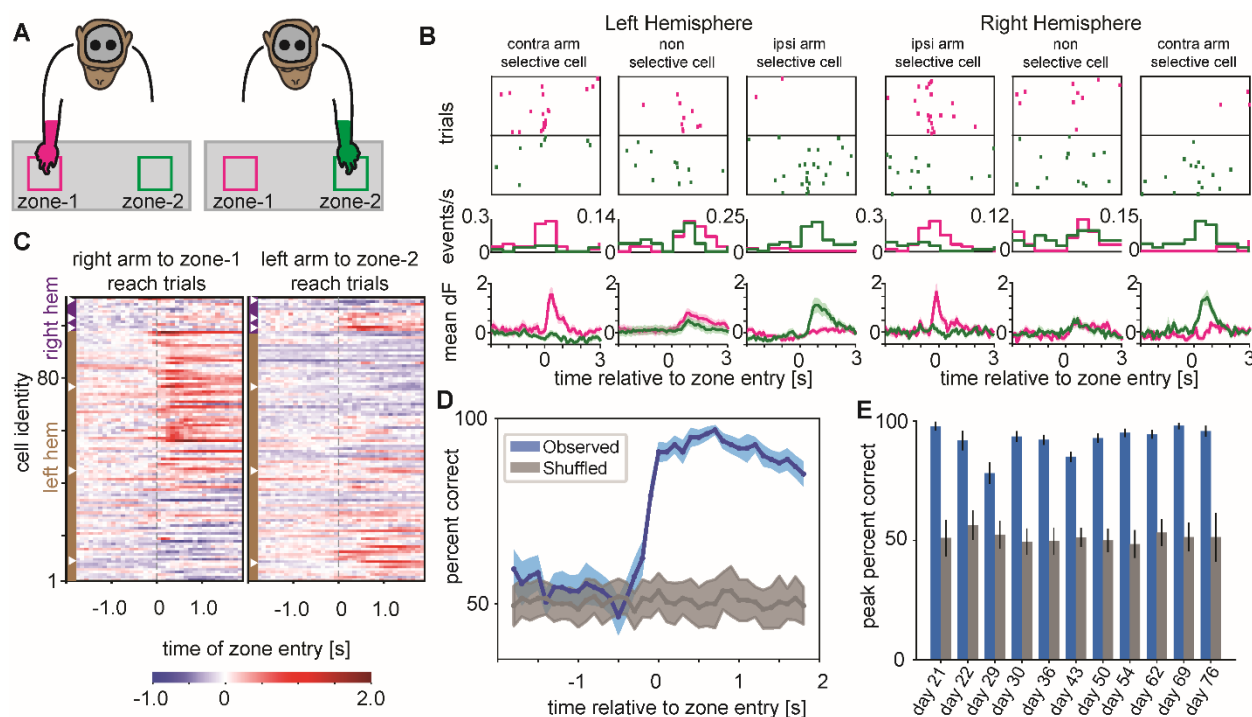 A
zone-1
zone-2
zone-1
zone-2
B
Left Hemisphere
Right Hemisphere
contra arm
selective cell
non
selective cell
ipsi arm
selective cell
ipsi arm
selective cell
non
selective cell
contra arm
selective cell
trials
events/s
0.3
0
0.14
0
0.25
0
0.3
0
0.12
0
0.15
0
mean dF
2
0
2
0
2
0
2
0
2
0
2
0
0 3
0 3
0 3
0 3
0 3
0 3
time relative to zone entry [s]
time relative to zone entry [s]
C
right arm to zone-1
reach trials
left arm to zone-2
reach trials
right hem
left hem
cell identity
80
1
-1.0 0 1.0
-1.0 0 1.0
time of zone entry [s]
-1.0 0 2.0
D
percent correct
100
50
Observed
Shuffled
-1 0 1 2
time relative to zone entry [s]
E
peak percent correct
100
50
0
day 21
day 22
day 29
day 30
day 36
day 43
day 50
day 54
day 62
day 69
day 76